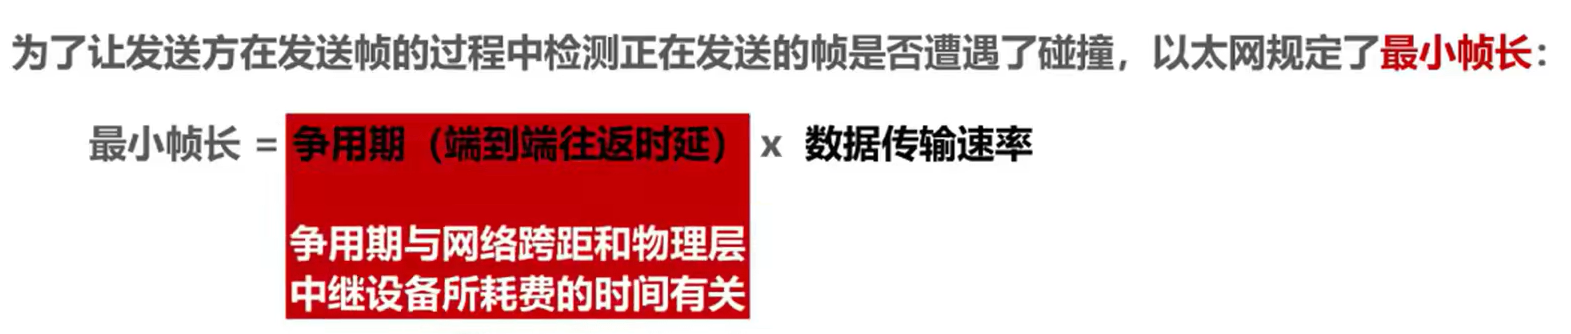 为了让发送方在发送帧的过程中检测正在发送的帧是否遭遇了碰撞，以太网规定了最小帧长：
最小帧长 = 争用期（端到端往返时延） x 数据传输速率
争用期与网络跨距和物理层
中继设备所耗费的时间有关